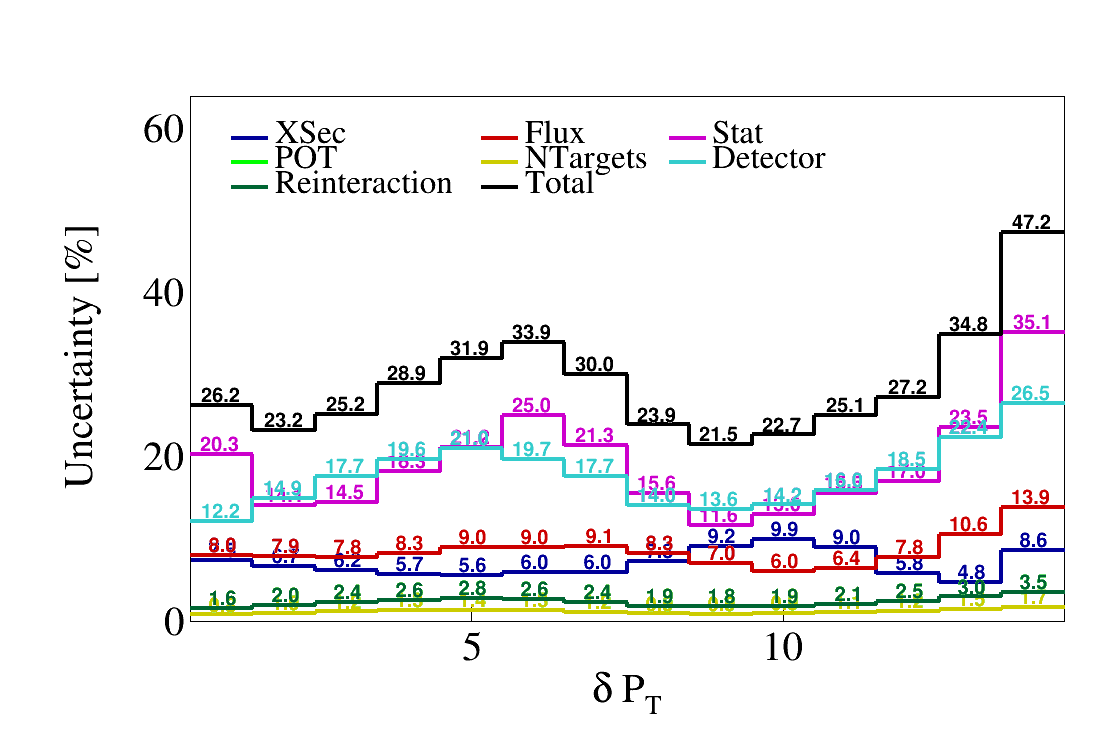 60
XSec Flux Stat
POT NTargets Detector
Reinteraction Total
47.2
40
35.1
34.8
33.9
31.9
30.0
28.9
27.2
26.5
26.2 25.2 25.0 25.1
23.2 23.9 23.5
22.7
21.5
20
20.3 21.3
19.6 19.7
17.7 17.7 18.5
14.9 14.5 15.6 13.6 14.2
12.2 11.6 13.9
7.9 7.8 8.3 9.0 9.0 9.1 8.3 9.2 9.9 9.0 7.8 10.6
6.2 5.7 5.6 6.0 6.0 7.0 6.0 6.4 5.8 4.8 8.6
1.6 2.0 2.4 2.6 2.8 2.6 2.4 1.9 1.8 1.9 2.1 2.5 3.0 3.5
1.7
0
5 10
Uncertainty [%]
δ P_T